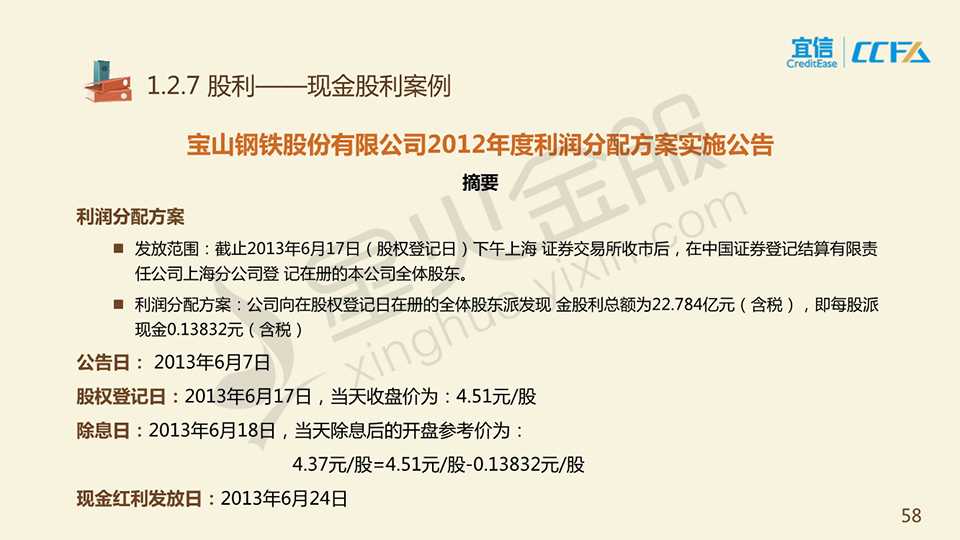 宜信
CreditEase
CCFA
1.2.7 股利——现金股利案例
宝山钢铁股份有限公司2012年度利润分配方案实施公告
摘要
利润分配方案
■ 发放范围：截止2013年6月17日（股权登记日）下午上海 证券交易所收市后，在中国证券登记结算有限责
任公司上海分公司登 记在册的本公司全体股东。
■ 利润分配方案：公司向在股权登记日在册的全体股东派发现 金股利总额为22.784亿元（含税），即每股派
现金0.13832元（含税）
公告日： 2013年6月7日
股权登记日：2013年6月17日，当天收盘价为：4.51元/股
除息日：2013年6月18日，当天除息后的开盘参考价为：
4.37元/股=4.51元/股-0.13832元/股
现金红利发放日：2013年6月24日
58
星火金服
xinghuo.yixin.com